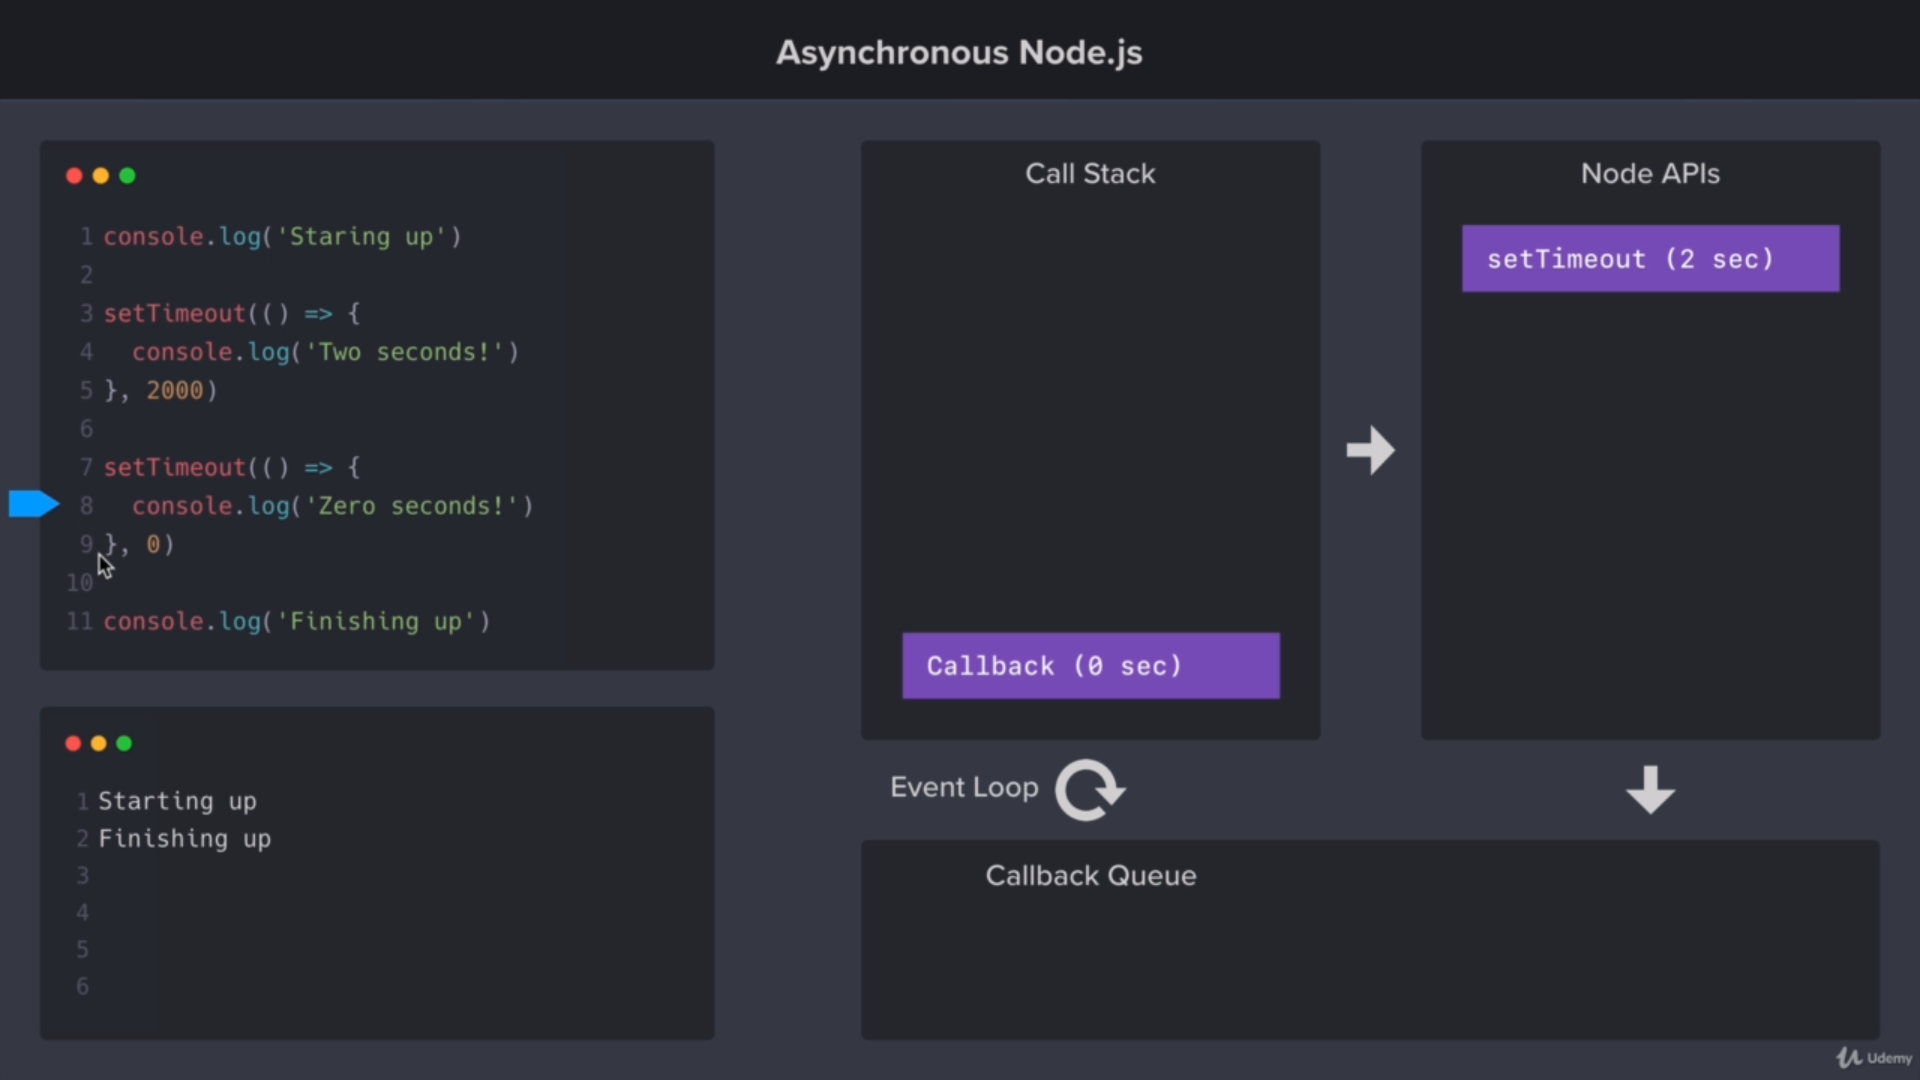 Asynchronous Node.js
1 console.log('Staring up')
2
3 setTimeout(() => {
4   console.log('Two seconds!')
5 }, 2000)
6
7 setTimeout(() => {
8   console.log('Zero seconds!')
9 }, 0)
10
11 console.log('Finishing up')
1 Starting up
2 Finishing up
3
4
5
6
Call Stack
Callback (0 sec)
Node APIs
setTimeout (2 sec)
Event Loop
Callback Queue
Udemy